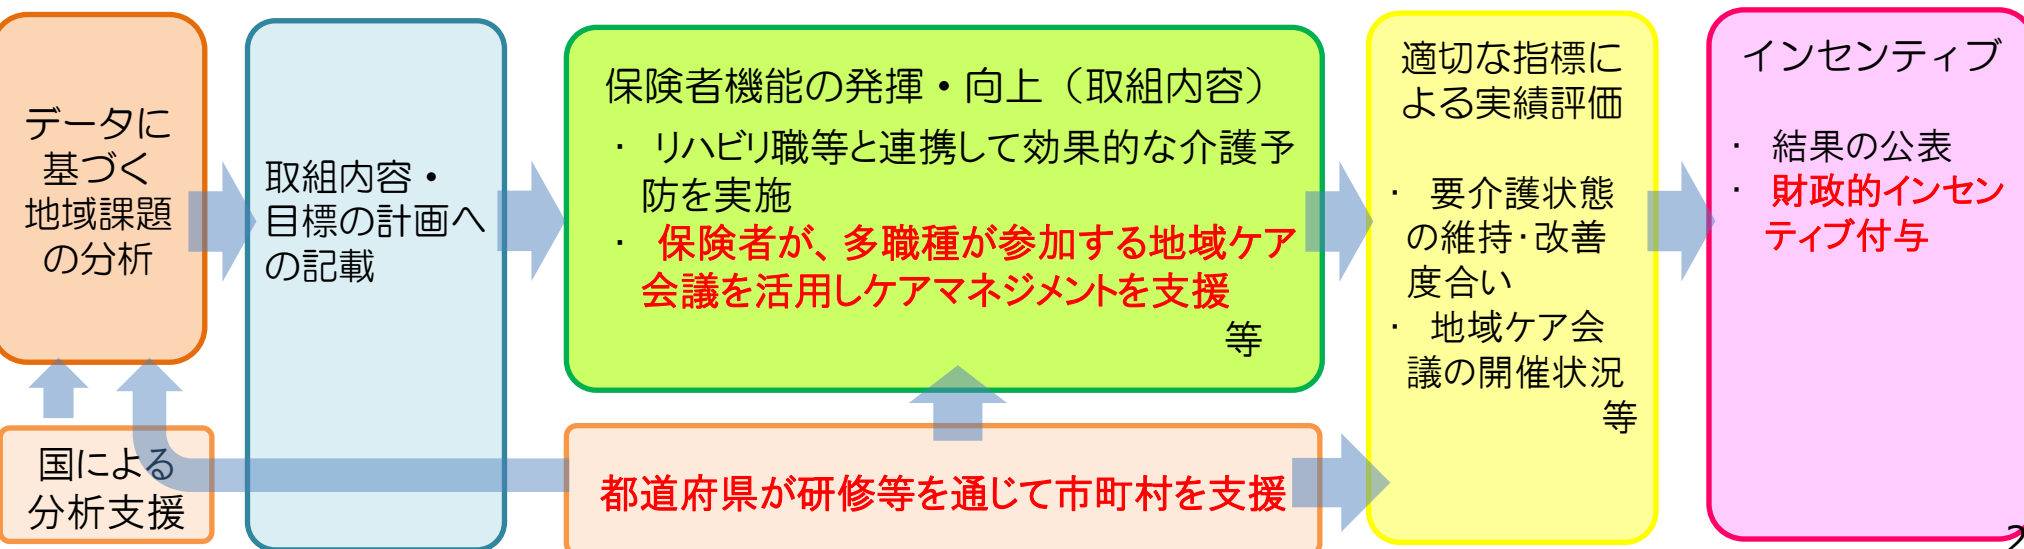 データに
基づく
地域課題
の分析
国による
分析支援
取組内容・
目標の計画へ
の記載
保険者機能の発揮・向上（取組内容）
・ リハビリ職等と連携して効果的な介護予
防を実施
・ 保険者が、多職種が参加する地域ケア
会議を活用しケアマネジメントを支援
等
都道府県が研修等を通じて市町村を支援
適切な指標に
よる実績評価
・ 要介護状態
の維持･改善
度合い
・ 地域ケア会
議の開催状況
等
インセンティブ
・ 結果の公表
・ 財政的インセン
ティブ付与